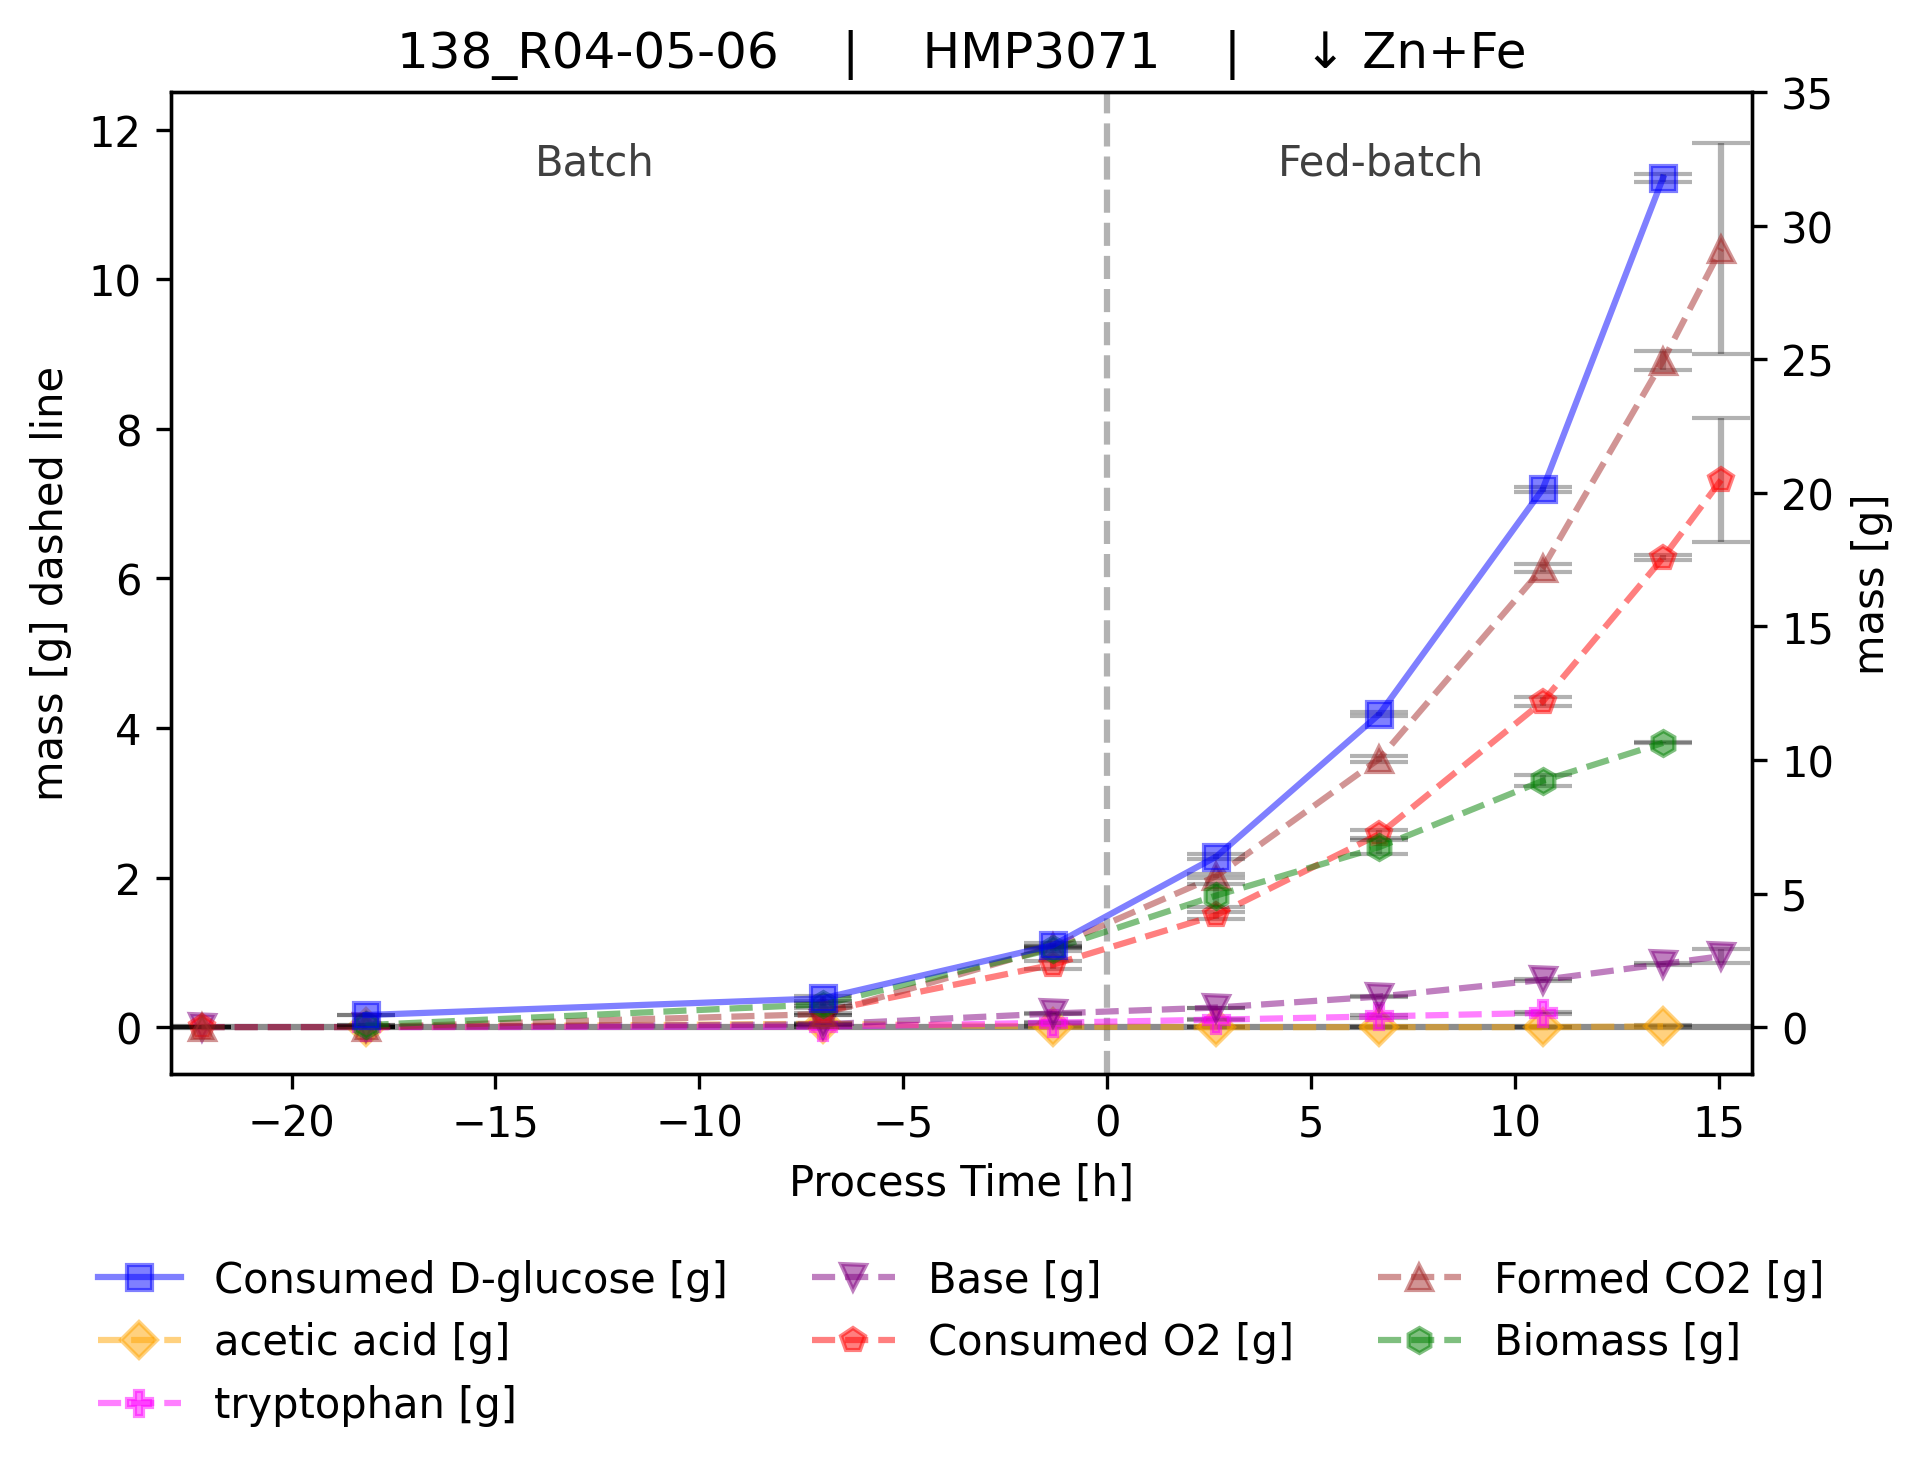 138_R04-05-06 | HMP3071 | ↓ Zn+Fe
Batch
Fed-batch
mass [g] dashed line
12
10
8
6
4
2
0
35
30
25
20
15
10
5
0
mass [g]
−20
−15
−10
−5
0
5
10
15
Process Time [h]
Consumed D-glucose [g]
acetic acid [g]
tryptophan [g]
Base [g]
Consumed O2 [g]
Formed CO2 [g]
Biomass [g]